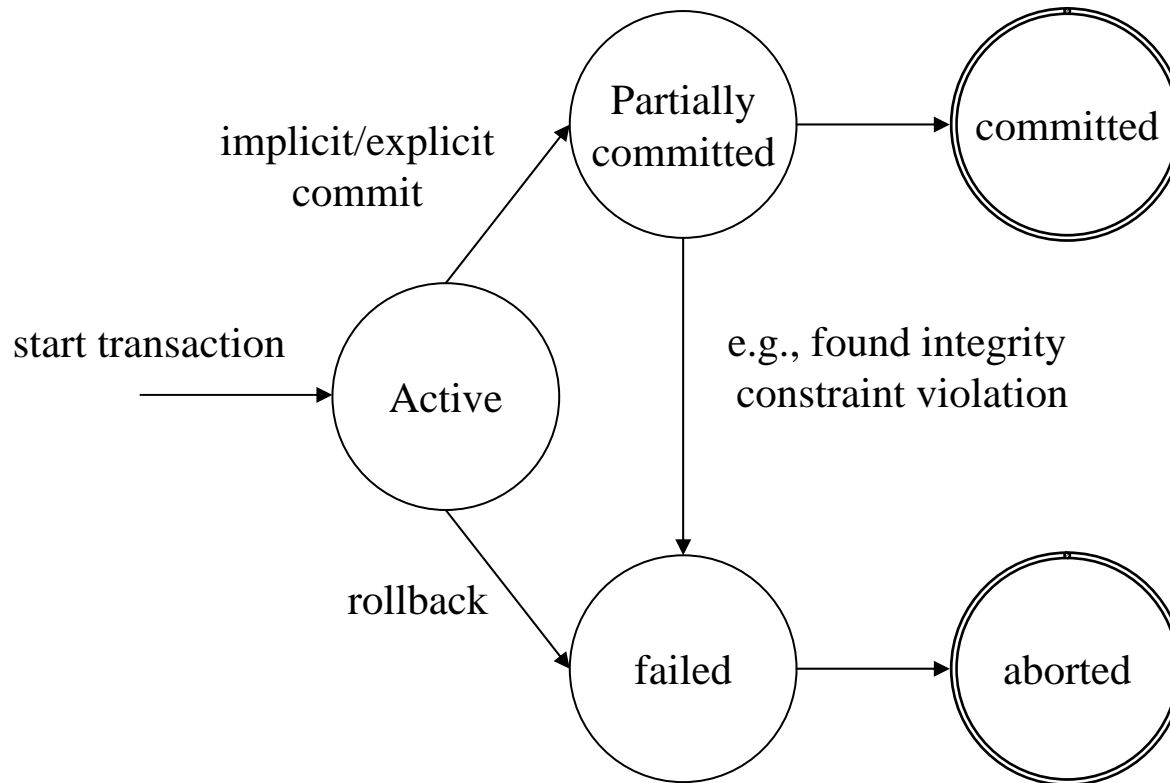 Partially
committed
committed
implicit/explicit
commit
start transaction
Active
e.g., found integrity
constraint violation
rollback
failed
aborted